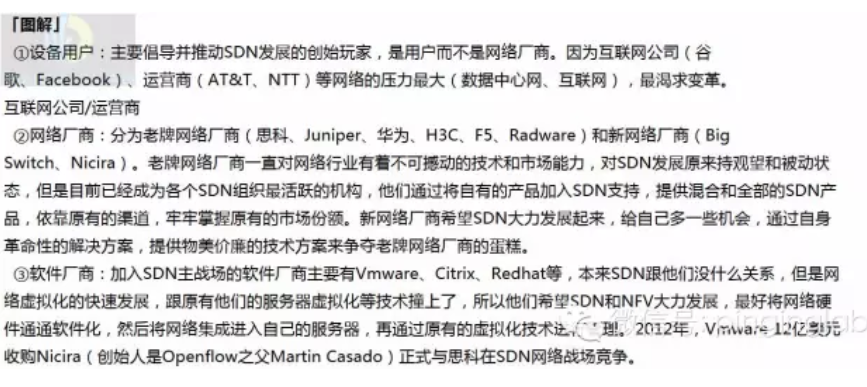 「图解」
①设备用户：主要倡导并推动SDN发展的创始玩家，是用户而不是网络厂商。因为互联网公司（谷
歌、Facebook）、运营商（AT&T、NTT）等网络的压力最大（数据中心网、互联网），最渴求变革。
互联网公司/运营商
②网络厂商：分为老牌网络厂商（思科、Juniper、华为、H3C、F5、Radware）和新网络厂商（Big
Switch、Nicira）。老牌网络厂商一直对网络行业有着不可撼动的技术和市场能力，对SDN发展原来持观望和被动状
态，但是目前已经成为各个SDN组织最活跃的机构，他们通过将自有的产品加入SDN支持，提供混合和全部的SDN产
品，依靠原有的渠道，牢牢掌握原有的市场份额。新网络厂商希望SDN大力发展起来，给自己多一些机会，通过自身
革命性的解决方案，提供物美价廉的技术方案来争夺老牌网络厂商的蛋糕。
③软件厂商：加入SDN主战场的软件厂商主要有Vmware、Citrix、Redhat等，本来SDN跟他们没什么关系，但是网
络虚拟化的快速发展，跟原有他们的服务器虚拟化等技术撞上了，所以他们希望SDN和NFV大力发展，最好将网络硬
件通通软件化，然后将网络集成进入自己的服务器，再通过原有的虚拟化技术进 理。2012年，Vmware 12亿美元
收购Nicira（创始人是Openflow之父Martin Casado）正式与思科在SDN网络战场竞争。
微信号: pinginglab